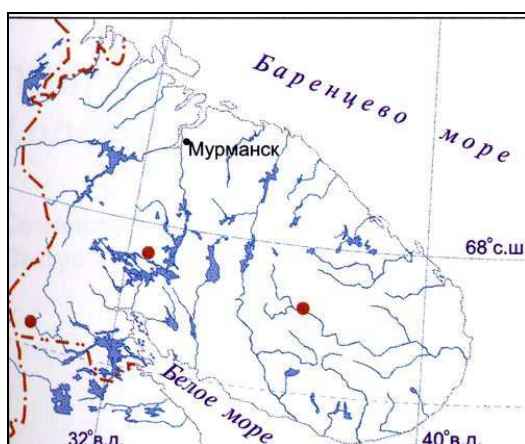 Баренцево
море
Мурманск
68°с.ш
Белое море
32°в.д.
40°в.д.